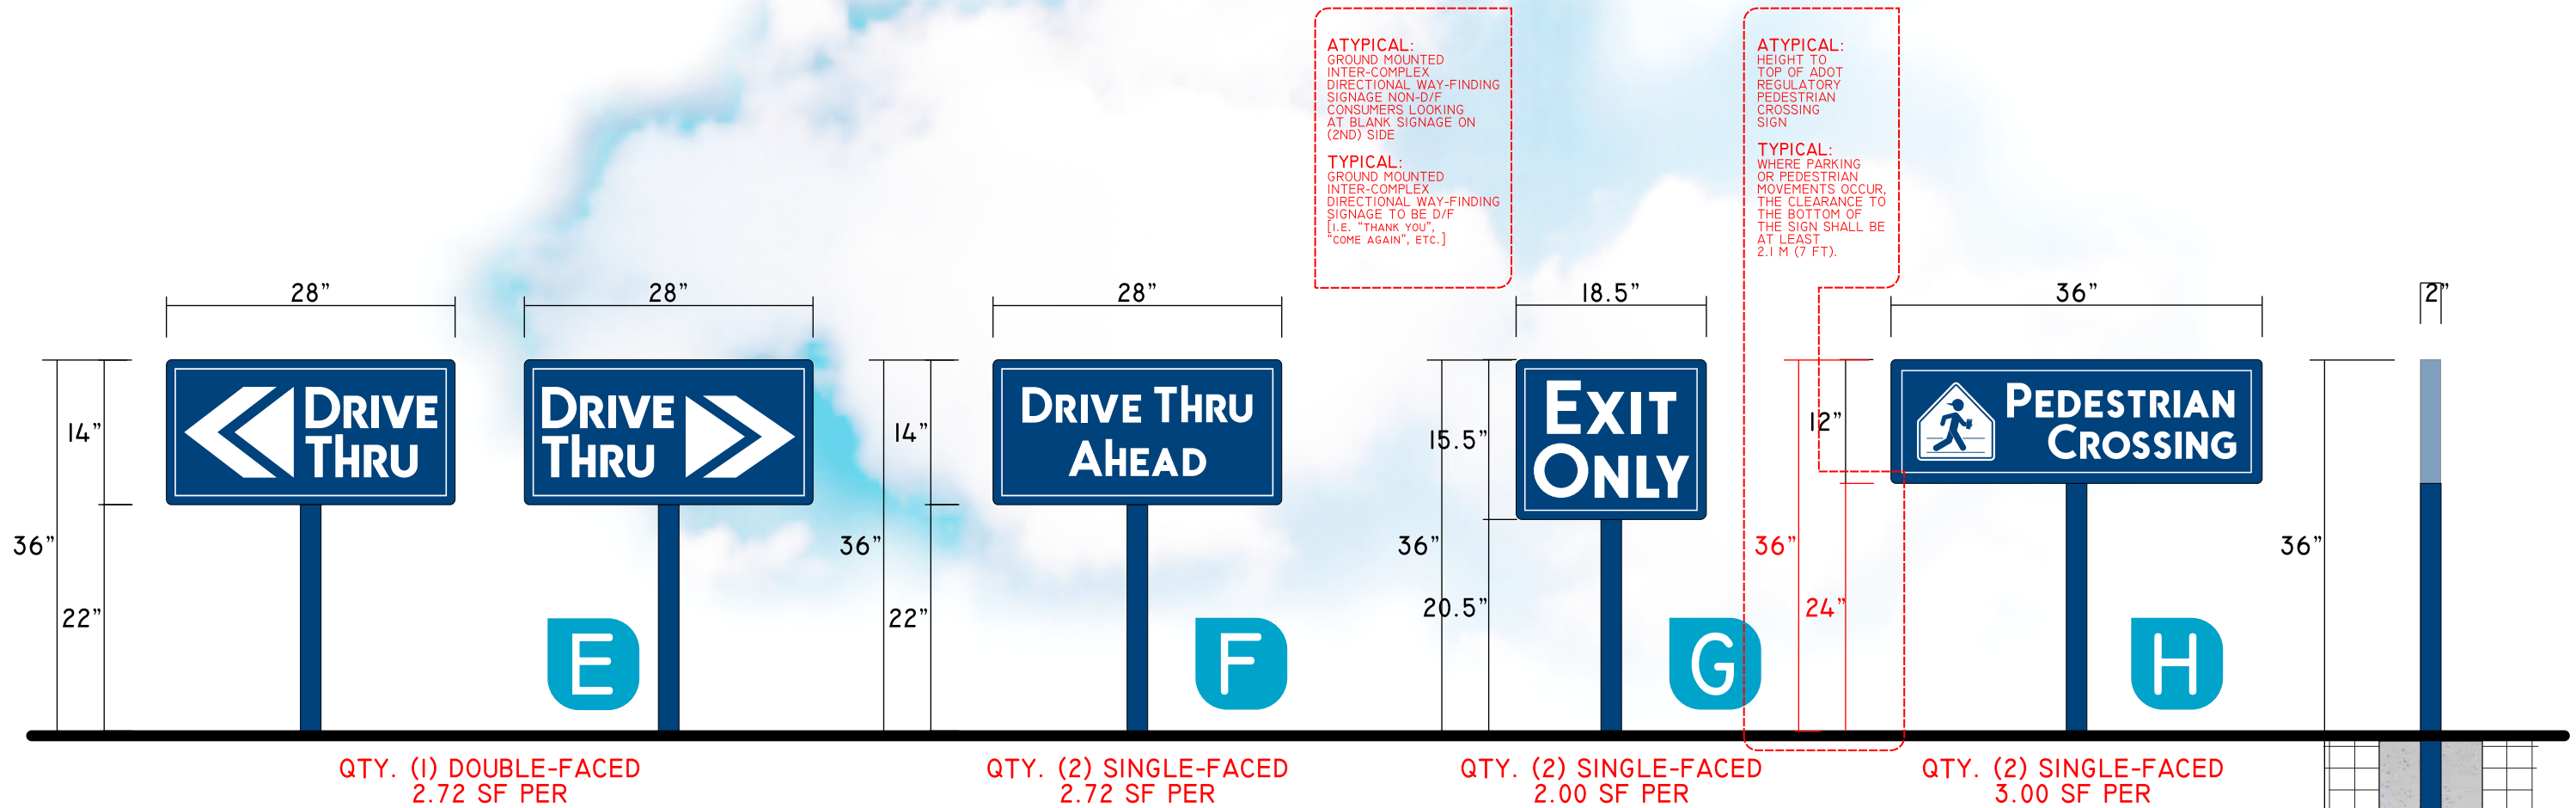 ATYPICAL:
GROUND MOUNTED
INTER-COMPLEX
DIRECTIONAL WAY-FINDING
SIGNAGE NON-D/F
CONSUMERS LOOKING
AT BLANK SIGNAGE ON
(2ND) SIDE
TYPICAL:
GROUND MOUNTED
INTER-COMPLEX
DIRECTIONAL WAY-FINDING
SIGNAGE TO BE D/F
[I.E. "THANK YOU",
"COME AGAIN", ETC.]
ATYPICAL:
HEIGHT TO
TOP OF ADOT
REGULATORY
PEDESTRIAN
CROSSING
SIGN
TYPICAL:
WHERE PARKING
OR PEDESTRIAN
MOVEMENTS OCCUR,
THE CLEARANCE TO
THE BOTTOM OF
THE SIGN SHALL BE
AT LEAST
2.1 M (7 FT).
28"
14"
36"
22"
DRIVE
THRU
28"
DRIVE
THRU
E
QTY. (1) DOUBLE-FACED
2.72 SF PER
28"
14"
36"
22"
DRIVE THRU
AHEAD
F
QTY. (2) SINGLE-FACED
2.72 SF PER
18.5"
15.5"
36"
20.5"
EXIT
ONLY
G
QTY. (2) SINGLE-FACED
2.00 SF PER
36"
12"
36"
24"
PEDESTRIAN
CROSSING
H
QTY. (2) SINGLE-FACED
3.00 SF PER
2"
36"